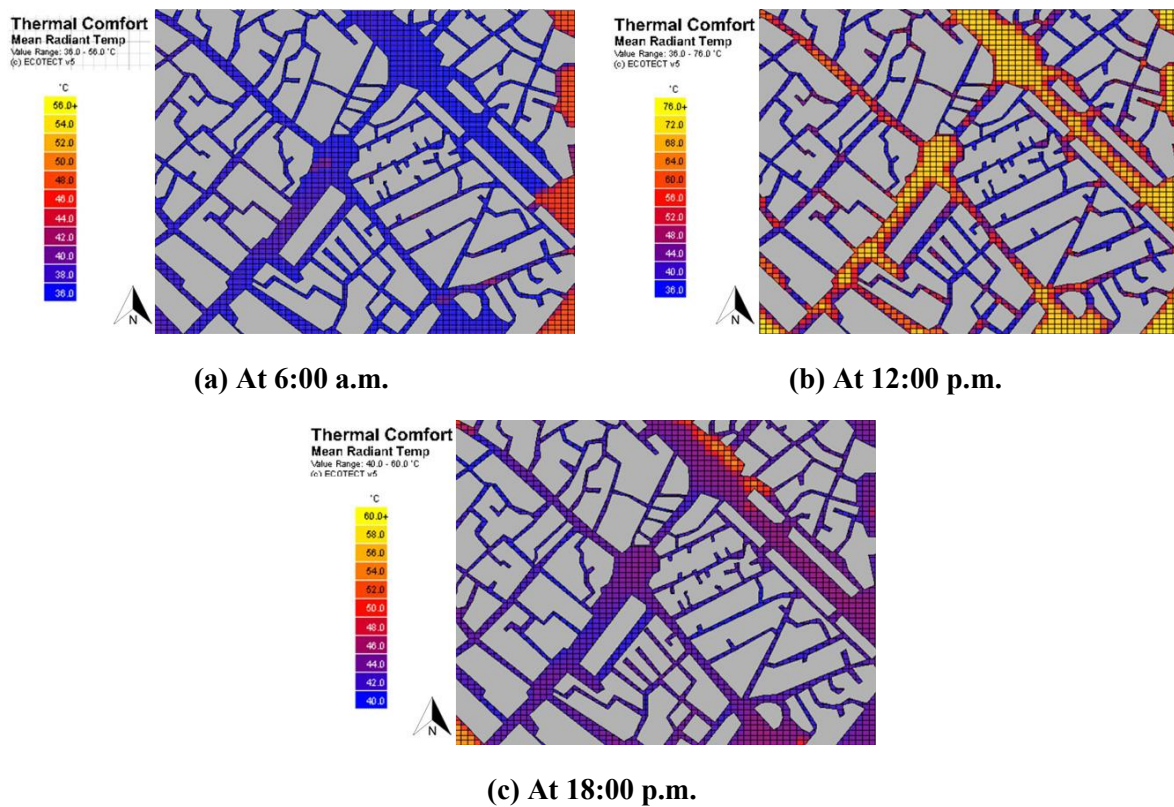 Thermal Comfort
Mean Radiant Temp
Value Range: 36.0 - 56.0 °C
(c) ECOTECT v5
°C
56.0+
54.0
52.0
50.0
48.0
46.0
44.0
42.0
40.0
38.0
36.0
N
(a) At 6:00 a.m.
Thermal Comfort
Mean Radiant Temp
Value Range: 36.0 - 76.0 °C
(c) ECOTECT v5
°C
76.0+
72.0
68.0
64.0
60.0
56.0
52.0
48.0
44.0
40.0
36.0
N
(b) At 12:00 p.m.
Thermal Comfort
Mean Radiant Temp
Value Range: 40.0 - 60.0 °C
(c) ECOTECT v5
°C
60.0+
58.0
56.0
54.0
52.0
50.0
48.0
46.0
44.0
42.0
40.0
N
(c) At 18:00 p.m.